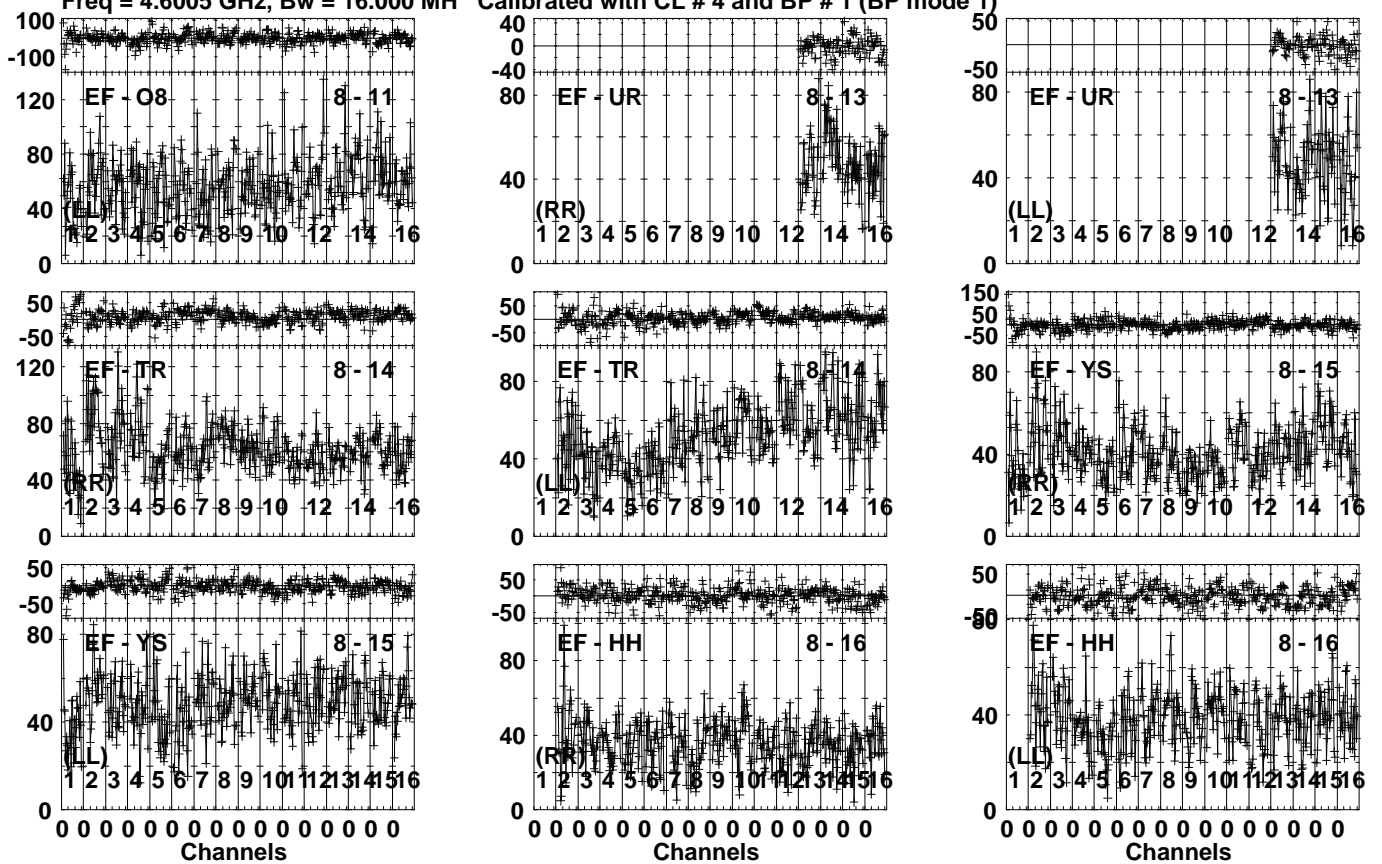 Freq = 4.6005 GHz, Bw = 16.000 MH Calibrated with CL # 4 and BP # 1 (BP mode 1)
100
-100
40
0
-40
50
-50
EF - O8 8 - 11
EF - UR 8 - 13
EF - UR 8 - 13
120
80
40
0
80
40
0
80
40
0
(LL)
(RR)
(LL)
1 2 3 4 5 6 7 8 9 10 12 14 16
1 2 3 4 5 6 7 8 9 10 12 14 16
1 2 3 4 5 6 7 8 9 10 12 14 16
50
-50
50
-50
150
50
-50
EF - TR 8 - 14
EF - TR 8 - 14
EF - YS 8 - 15
120
80
40
0
80
40
0
80
40
0
(RR)
(LL)
(RR)
1 2 3 4 5 6 7 8 9 10 12 14 16
1 2 3 4 5 6 7 8 9 10 12 14 16
1 2 3 4 5 6 7 8 9 10 12 14 16
50
-50
50
-50
50
-50
EF - YS 8 - 15
EF - HH 8 - 16
EF - HH 8 - 16
80
40
0
80
40
0
80
40
0
(LL)
(RR)
(LL)
1 2 3 4 5 6 7 8 9 10 11 12 13 14 15 16
1 2 3 4 5 6 7 8 9 10 11 12 13 14 15 16
1 2 3 4 5 6 7 8 9 10 11 12 13 14 15 16
0 0 0 0 0 0 0 0 0 0 0 0 0 0 0 0
0 0 0 0 0 0 0 0 0 0 0 0 0 0 0 0
0 0 0 0 0 0 0 0 0 0 0 0 0 0 0 0
Channels
Channels
Channels